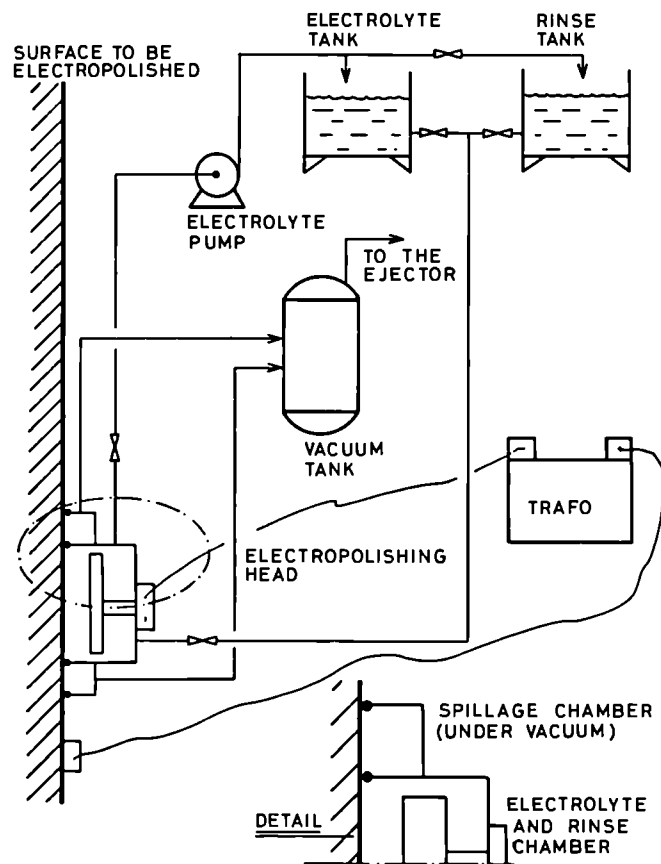 ELECTROLYTE
TANK
RINSE
TANK
SURFACE TO BE
ELECTROPOLISHED
ELECTROLYTE
PUMP
TO THE
EJECTOR
VACUUM
TANK
TRAFO
ELECTROPOLISHING
HEAD
SPILLAGE CHAMBER
(UNDER VACUUM)
DETAIL
ELECTROLYTE
AND RINSE
CHAMBER